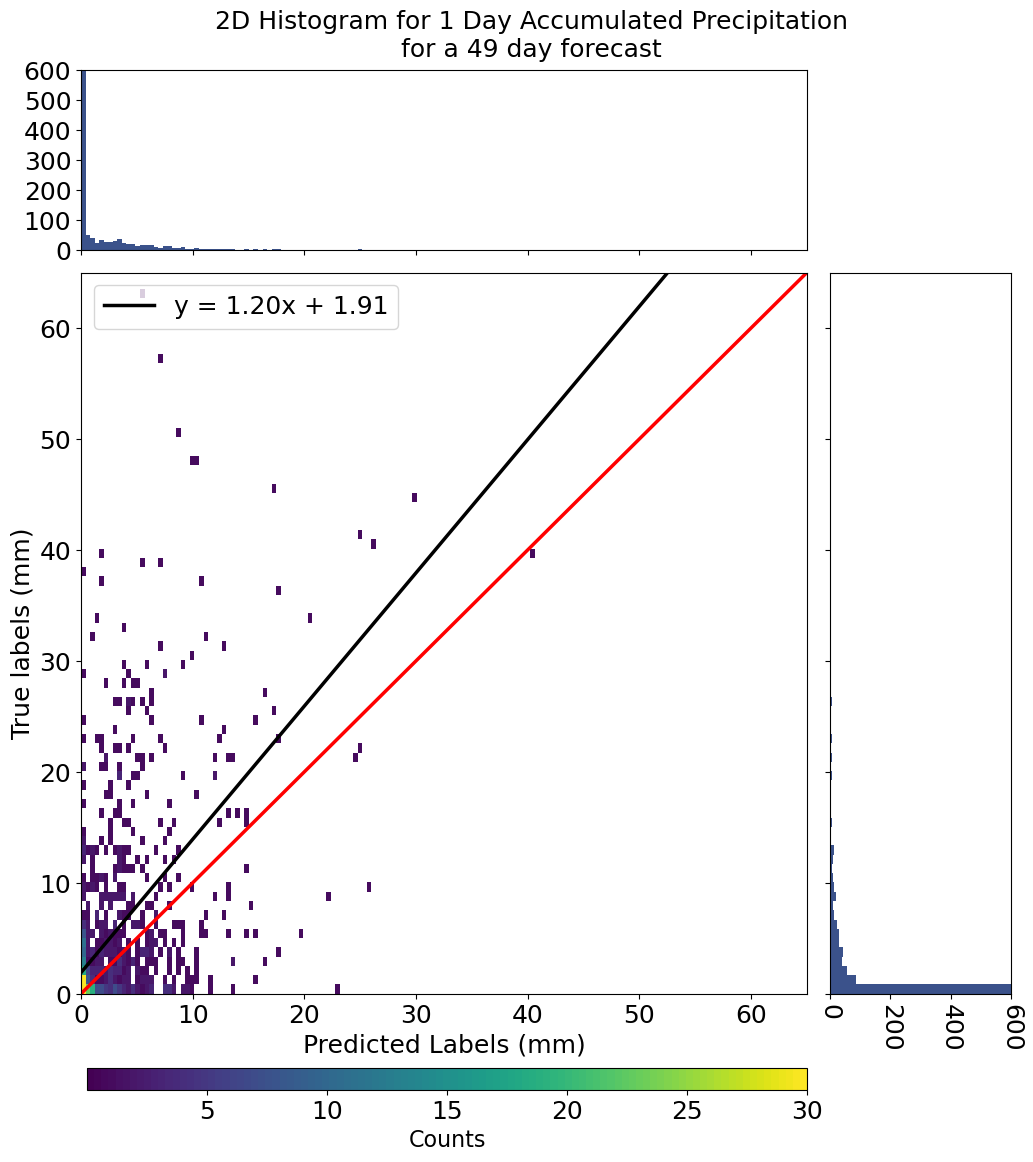 2D Histogram for 1 Day Accumulated Precipitation
for a 49 day forecast
600
500
400
300
200
100
0
y = 1.20x + 1.91
60
50
40
30
20
10
0
True labels (mm)
0 10 20 30 40 50 60
Predicted Labels (mm)
0 200 400 600
5 10 15 20 25 30
Counts